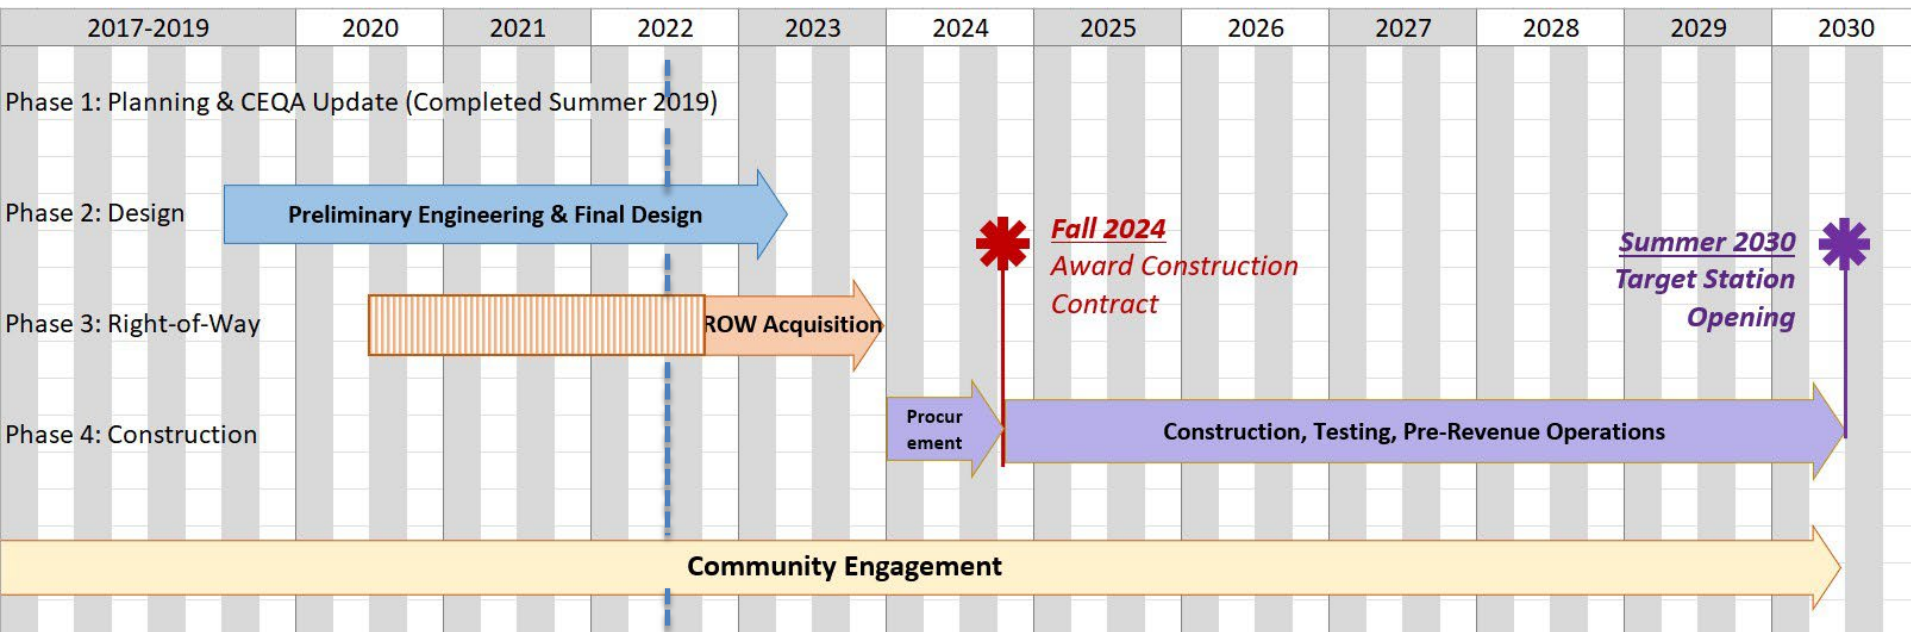 2017-2019 2020 2021 2022 2023 2024 2025 2026 2027 2028 2029 2030
Phase 1: Planning & CEQA Update (Completed Summer 2019)
Phase 2: Design
Preliminary Engineering & Final Design
Fall 2024
Award Construction
Contract
Summer 2030
Target Station
Opening
Phase 3: Right-of-Way
ROW Acquisition
Phase 4: Construction
Procur
ement
Construction, Testing, Pre-Revenue Operations
Community Engagement